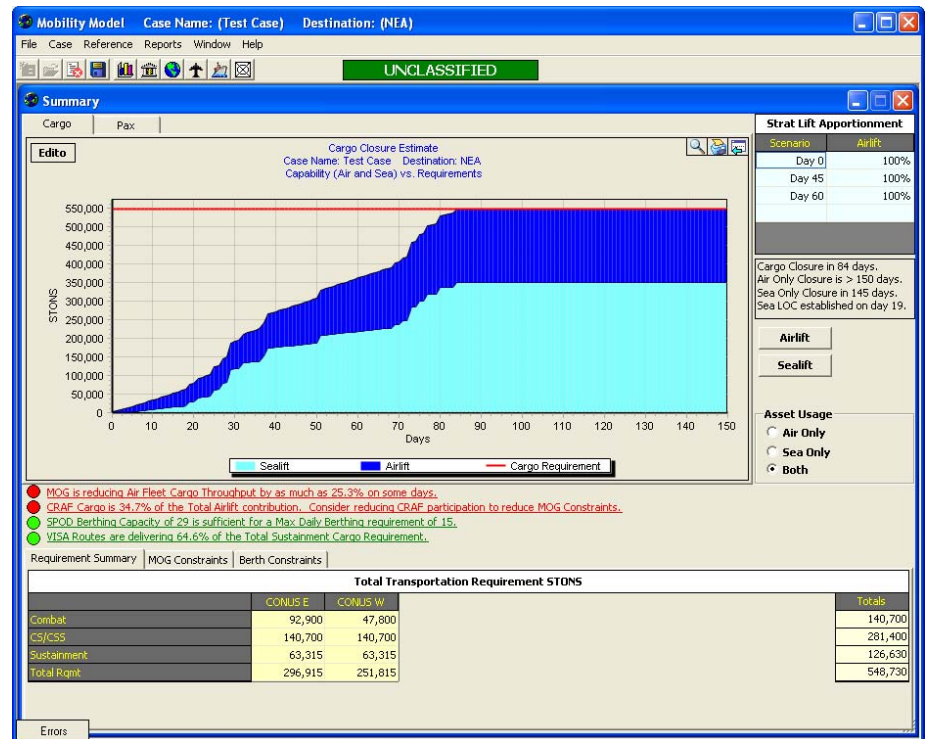 Mobility Model Case Name: (Test Case) Destination: (NEA)
File Case Reference Reports Window Help
UNCLASSIFIED
Summary
Cargo Pax
Edito
Cargo Closure Estimate
Case Name: Test Case Destination: NEA
Capability (Air and Sea) vs. Requirements
550,000
500,000
450,000
400,000
350,000
300,000
250,000
200,000
150,000
100,000
50,000
0
STONS
0 10 20 30 40 50 60 70 80 90 100 110 120 130 140 150
Days
Sealift Airlift Cargo Requirement
Strat Lift Apportionment
Scenario Airlift
Day 0 100%
Day 45 100%
Day 60 100%
Cargo Closure in 84 days.
Air Only Closure is > 150 days.
Sea Only Closure in 145 days.
Sea LOC established on day 19.
Airlift
Sealift
Asset Usage
Air Only
Sea Only
Both
MOG is reducing Air Fleet Cargo Throughput by as much as 25.3% on some days.
CRAF Cargo is 34.7% of the Total Airlift contribution. Consider reducing CRAF participation to reduce MOG Constraints.
SPOD Berthing Capacity of 29 is sufficient for a Max Daily Berthing requirement of 15.
VISA Routes are delivering 64.6% of the Total Sustainment Cargo Requirement.
Requirement Summary MOG Constraints Berth Constraints
Total Transportation Requirement STONS
CONUS E CONUS W Totals
Combat 92,900 47,800 140,700
CS/CSS 140,700 140,700 281,400
Sustainment 63,315 63,315 126,630
Total Rqmt 296,915 251,815 548,730
Errors